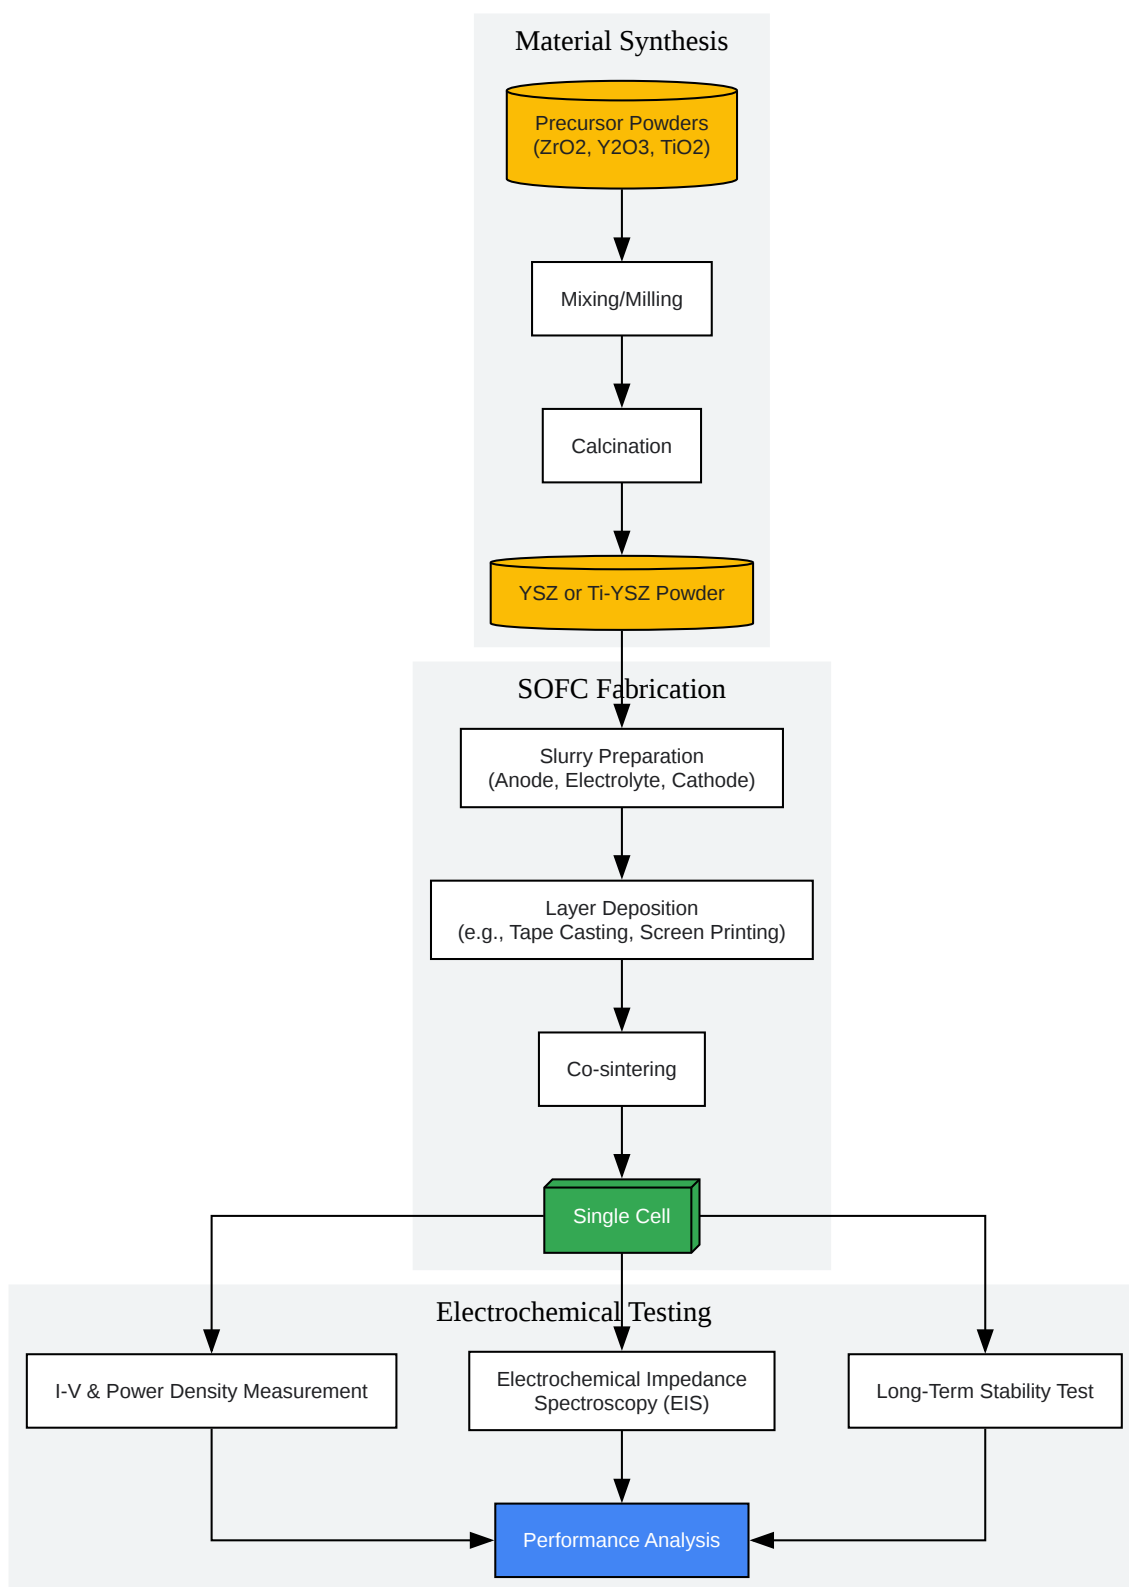 Material Synthesis
Precursor Powders
(ZrO2, Y2O3, TiO2)
Mixing/Milling
Calcination
YSZ or Ti-YSZ Powder
SOFC Fabrication
Slurry Preparation
(Anode, Electrolyte, Cathode)
Layer Deposition
(e.g., Tape Casting, Screen Printing)
Co-sintering
Single Cell
Electrochemical Testing
I-V & Power Density Measurement
Electrochemical Impedance
Spectroscopy (EIS)
Long-Term Stability Test
Performance Analysis